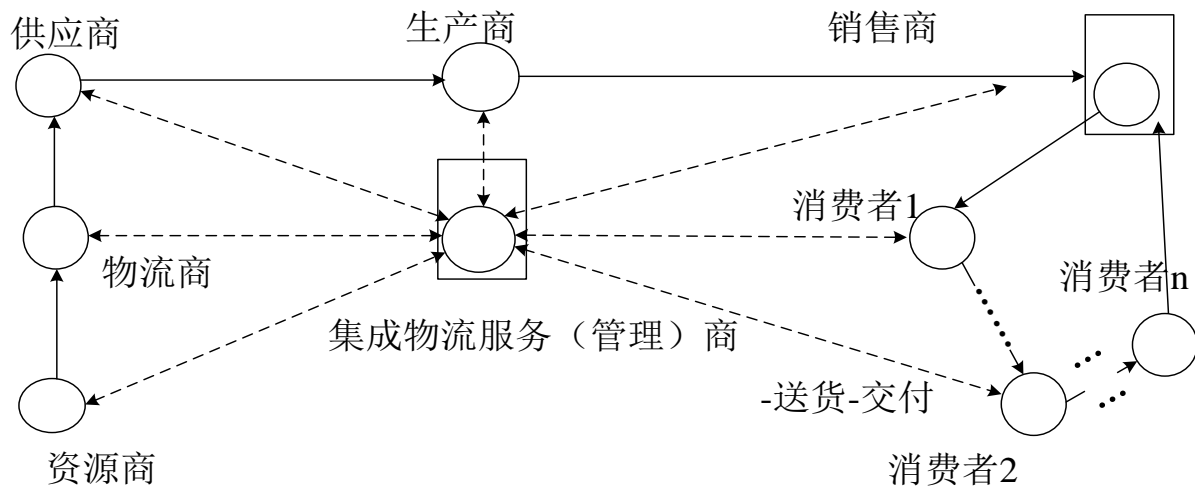 供应商
生产商
销售商
消费者1
物流商
消费者n
集成物流服务（管理）商
-送货-交付
资源商
消费者2